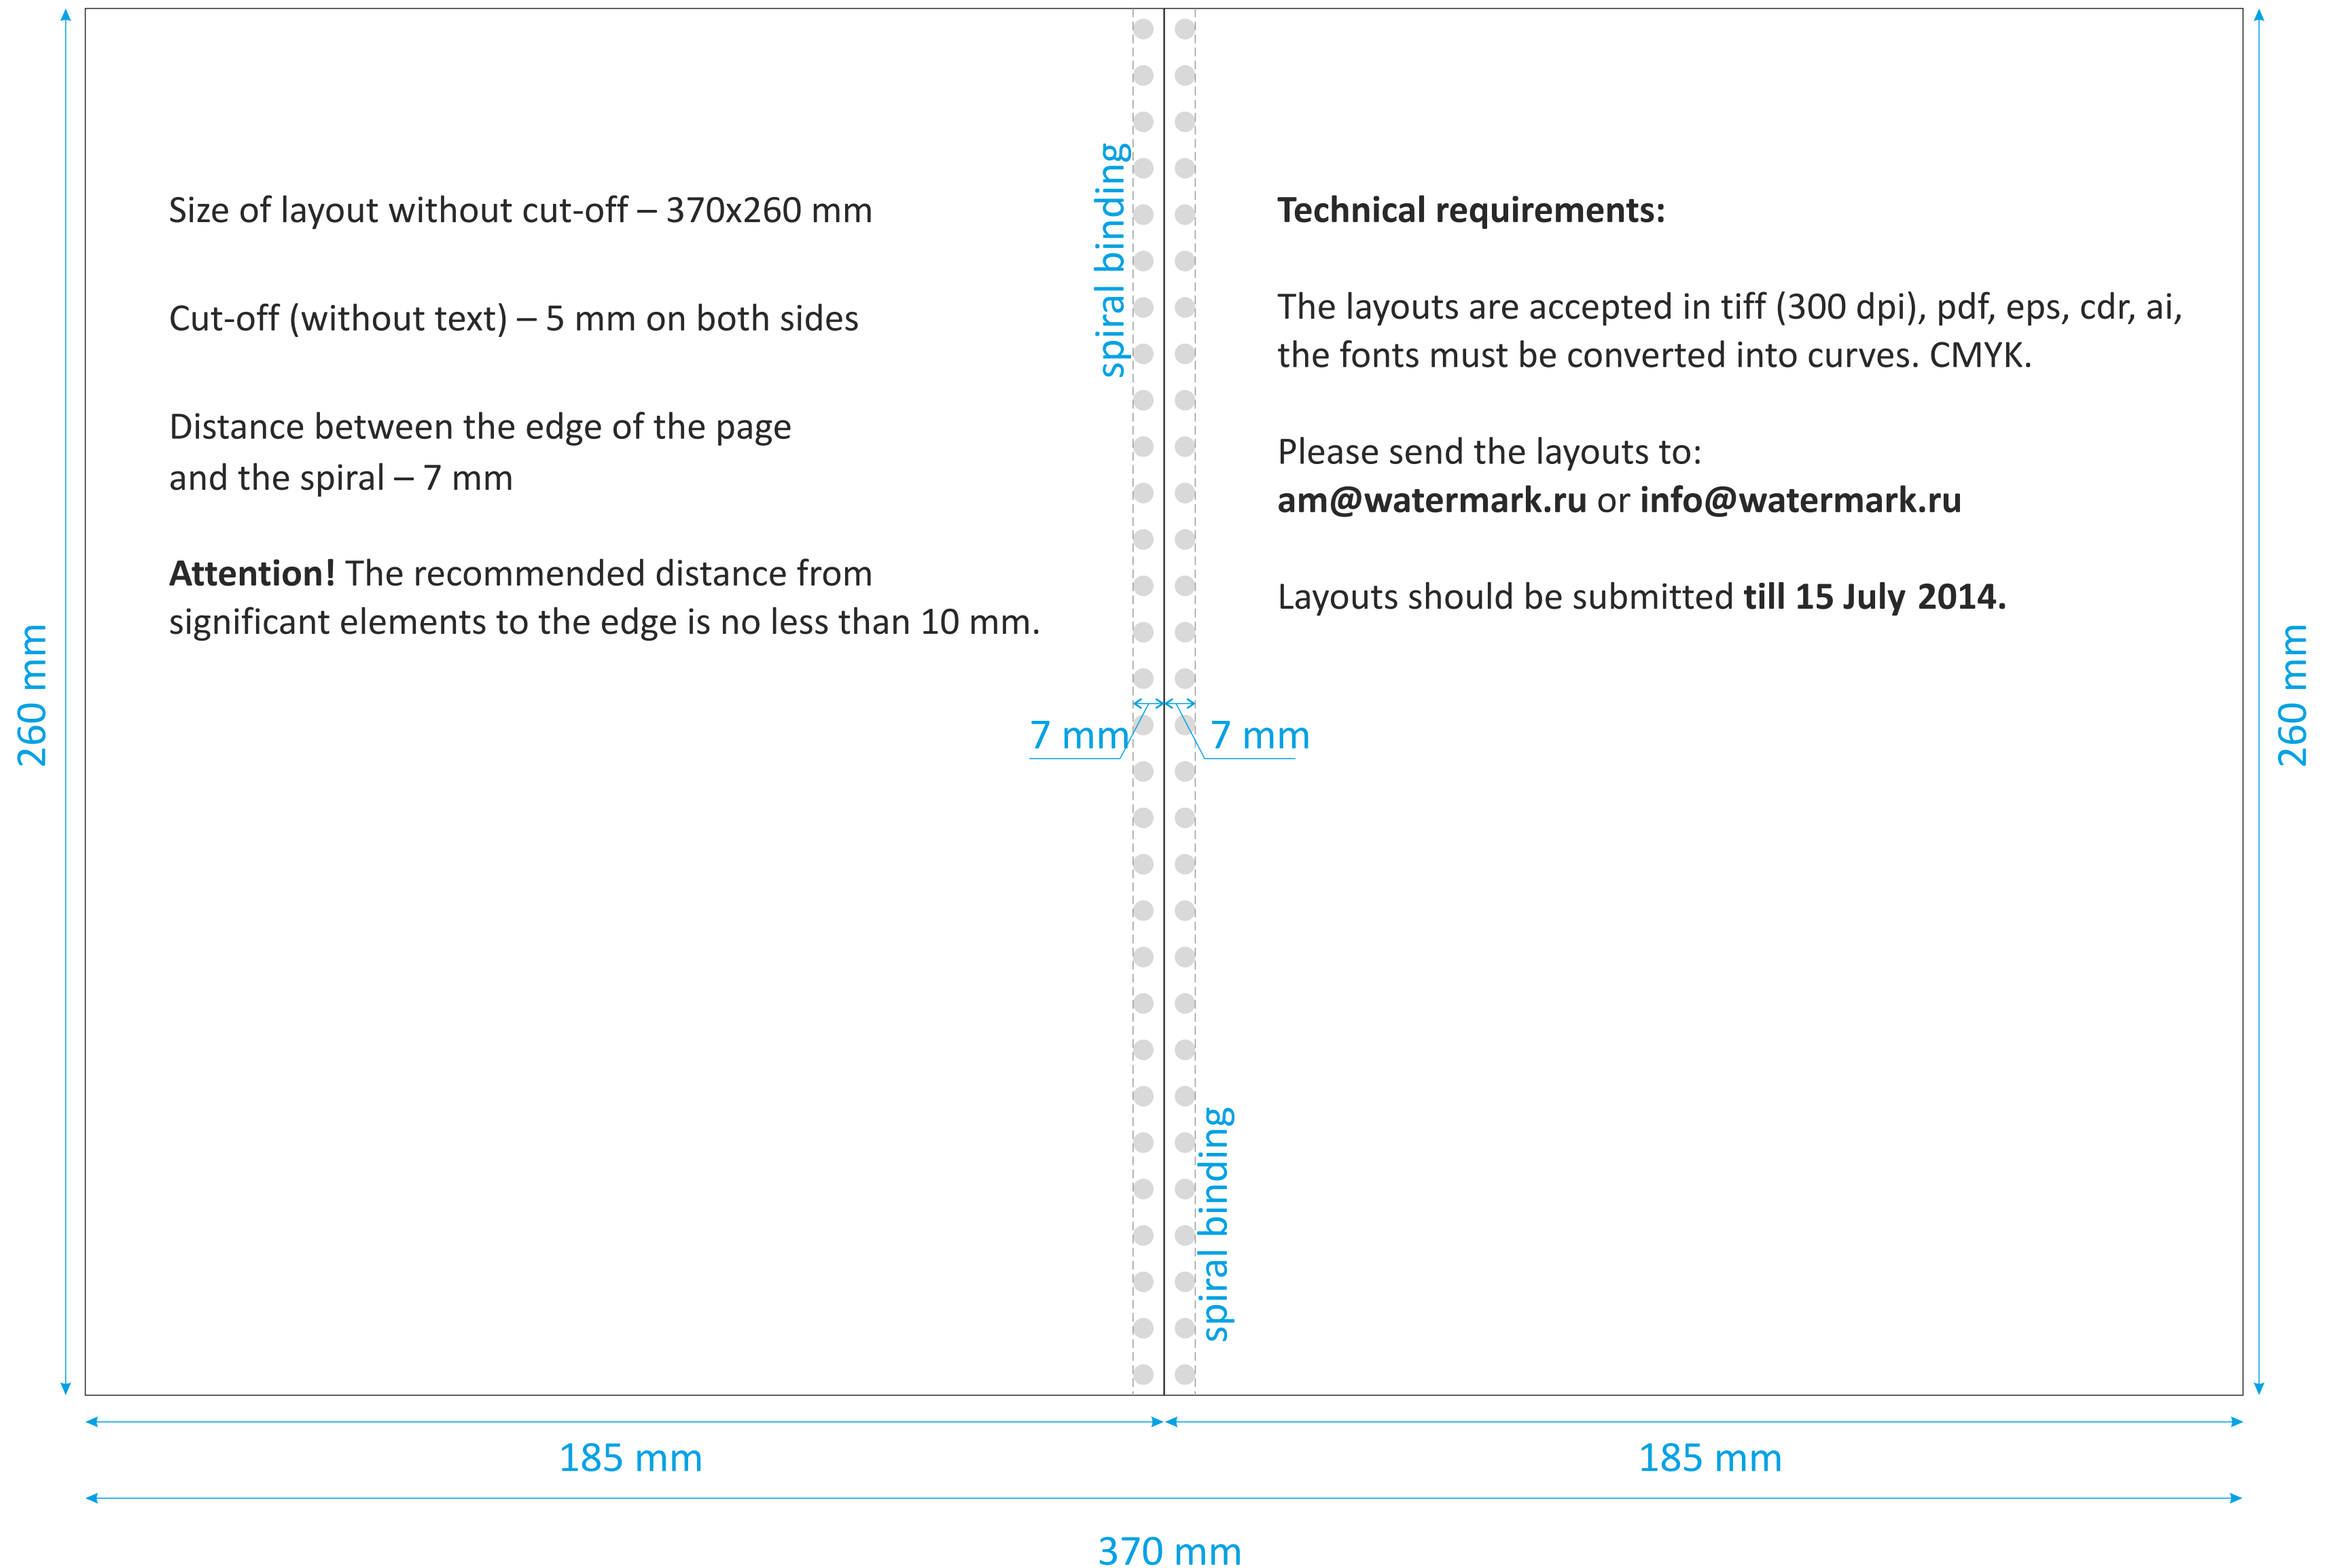 Size of layout without cut-off – 370x260 mm
Cut-off (without text) – 5 mm on both sides
Distance between the edge of the page
and the spiral – 7 mm
Attention! The recommended distance from
significant elements to the edge is no less than 10 mm.
spiral binding
Technical requirements:
The layouts are accepted in tiff (300 dpi), pdf, eps, cdr, ai,
the fonts must be converted into curves. CMYK.
Please send the layouts to:
am@watermark.ru or info@watermark.ru
Layouts should be submitted till 15 July 2014.
260 mm
7 mm
7 mm
260 mm
spiral binding
185 mm
185 mm
370 mm